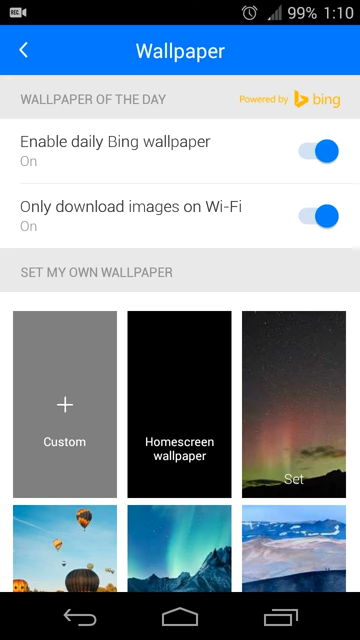 REC 99% 1:10
Wallpaper
WALLPAPER OF THE DAY Powered by bing
Enable daily Bing wallpaper
On
Only download images on Wi-Fi
On
SET MY OWN WALLPAPER
Custom
Homescreen
wallpaper
Set